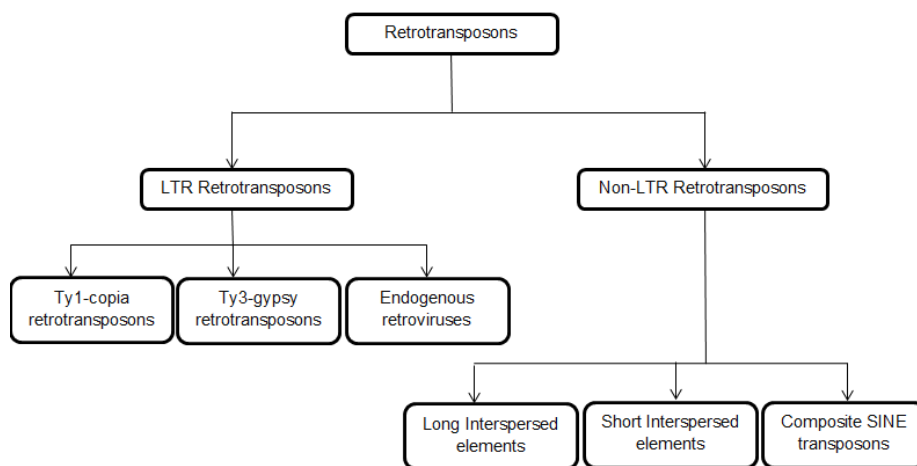 Retrotransposons
LTR Retrotransposons
Non-LTR Retrotransposons
Ty1-copia
retrotransposons
Ty3-gypsy
retrotransposons
Endogenous
retroviruses
Long Interspersed
elements
Short Interspersed
elements
Composite SINE
transposons